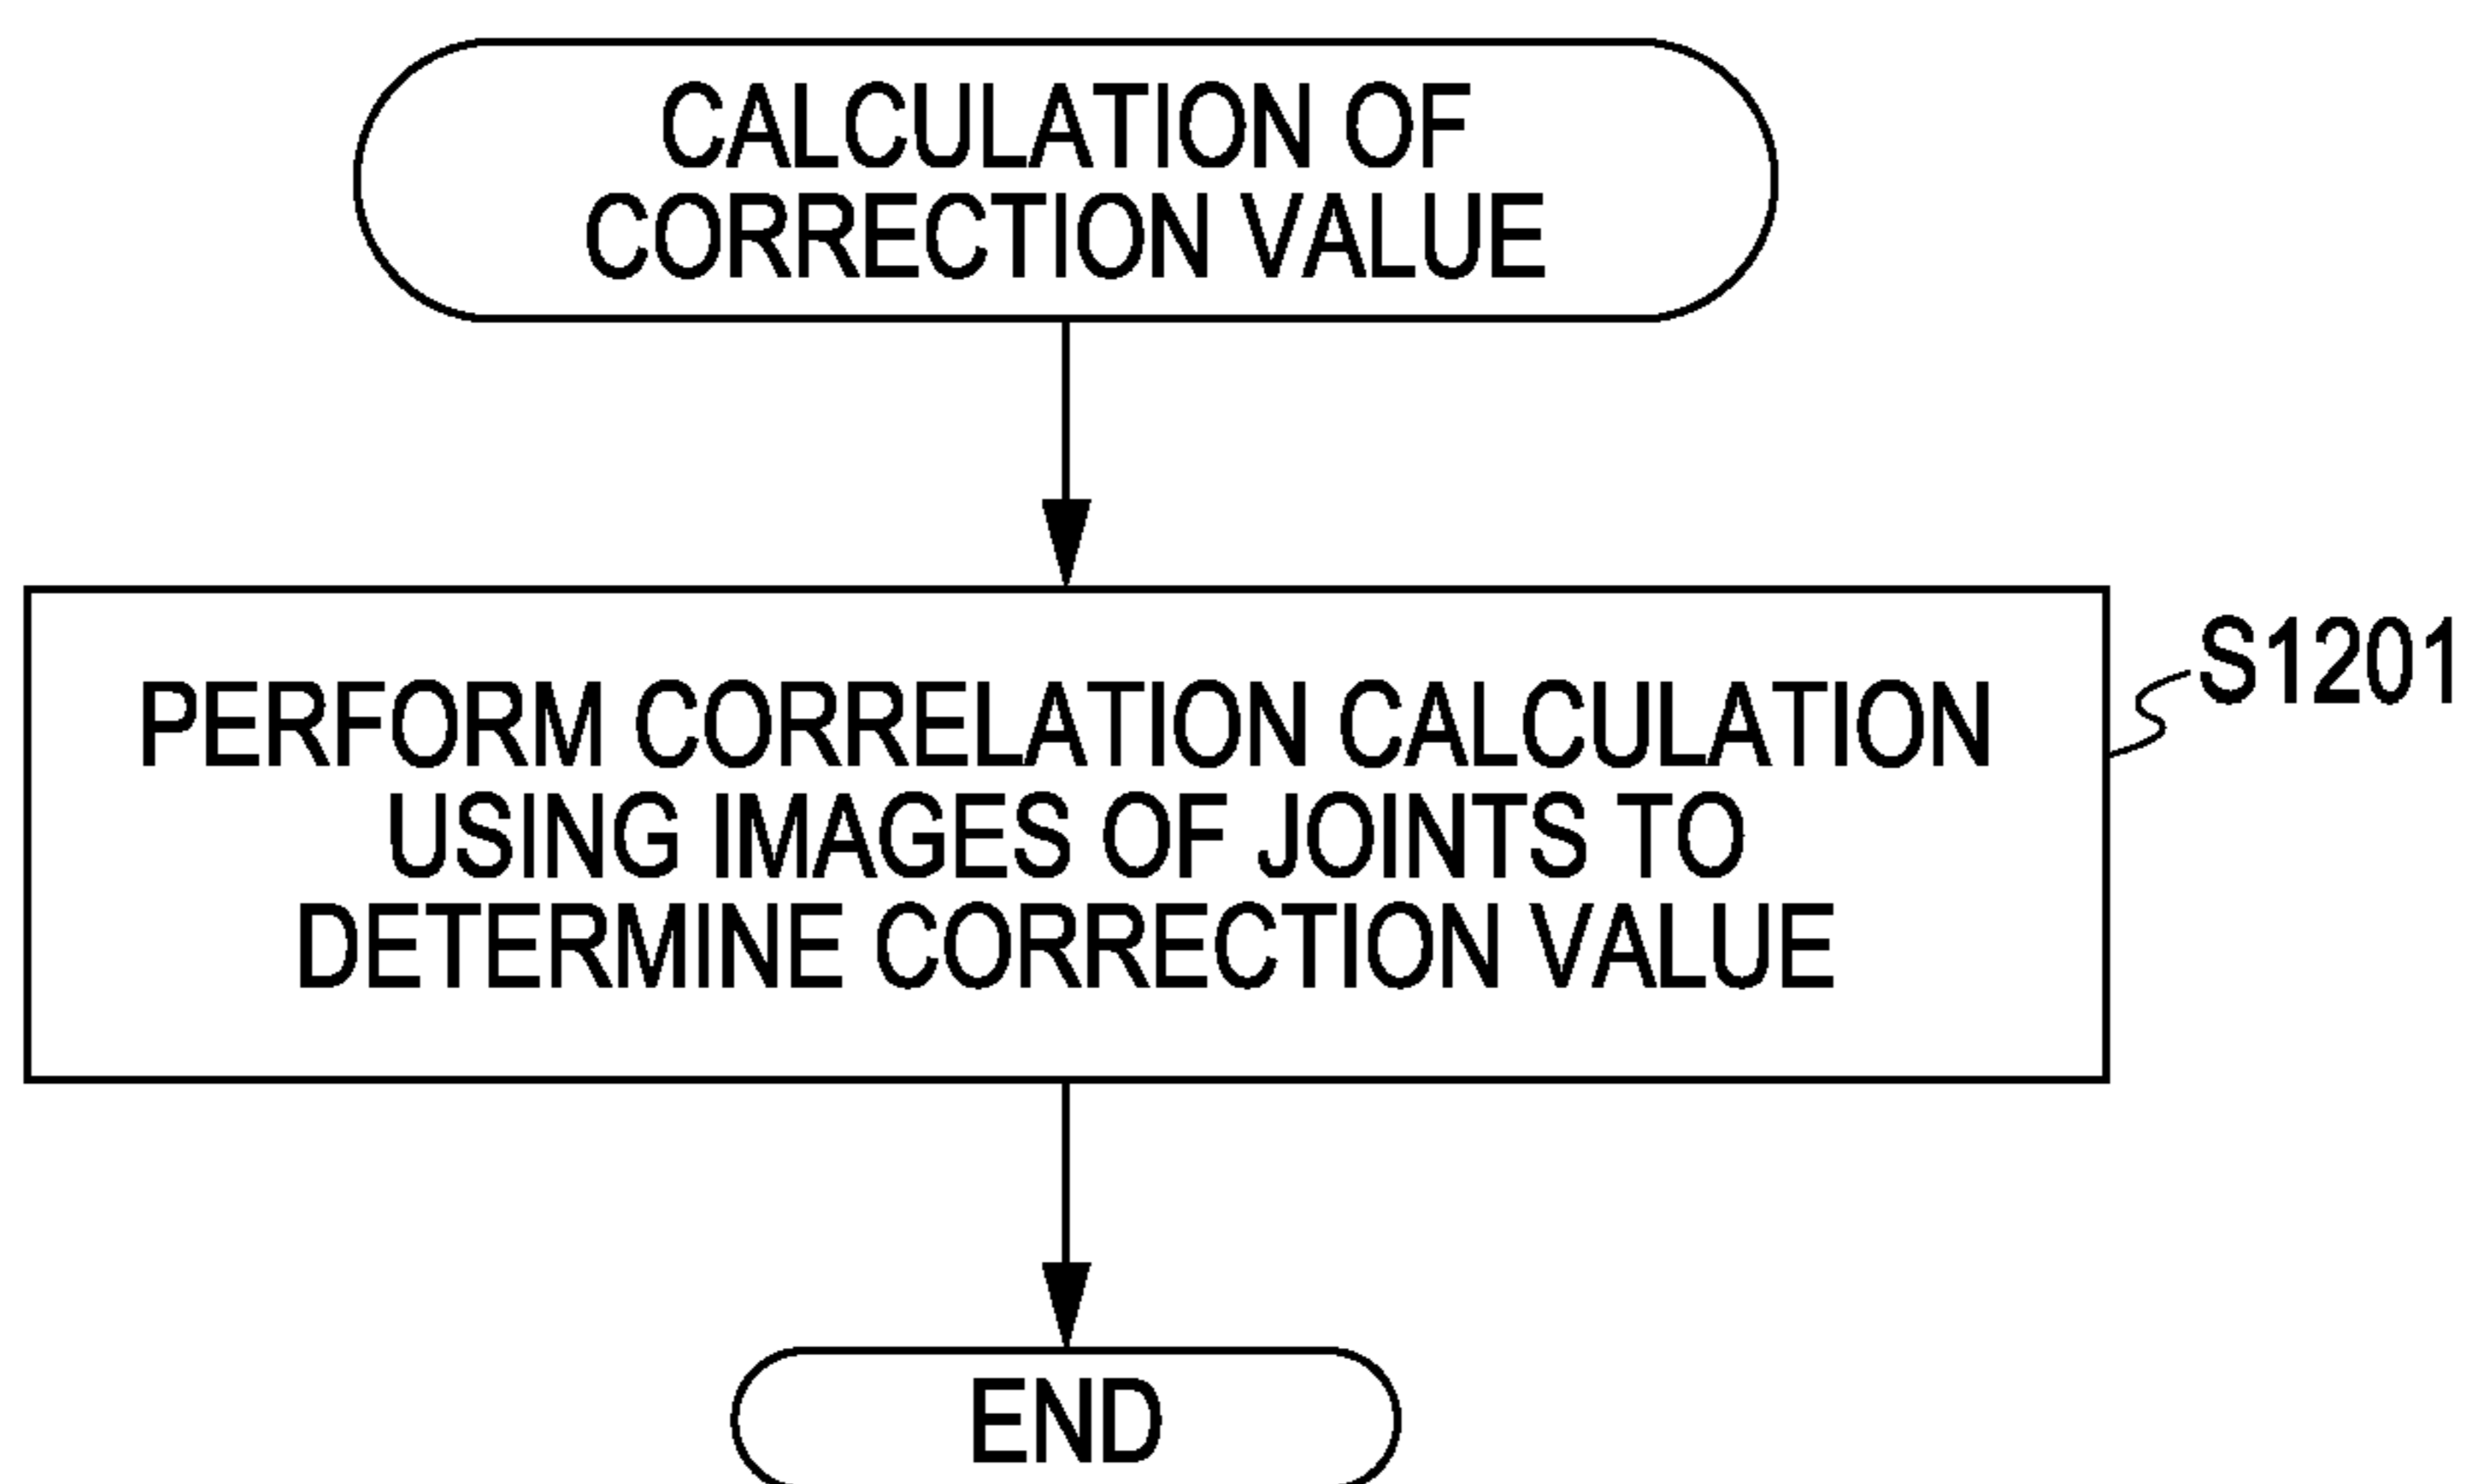 CALCULATION OF
CORRECTION VALUE
PERFORM CORRELATION CALCULATION
USING IMAGES OF JOINTS TO
DETERMINE CORRECTION VALUE
S1201
END